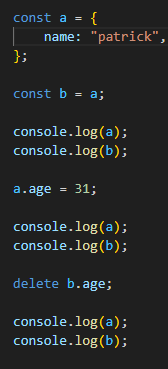 const a = {
    name: "patrick",
};
const b = a;
console.log(a);
console.log(b);
a.age = 31;
console.log(a);
console.log(b);
delete b.age;
console.log(a);
console.log(b);